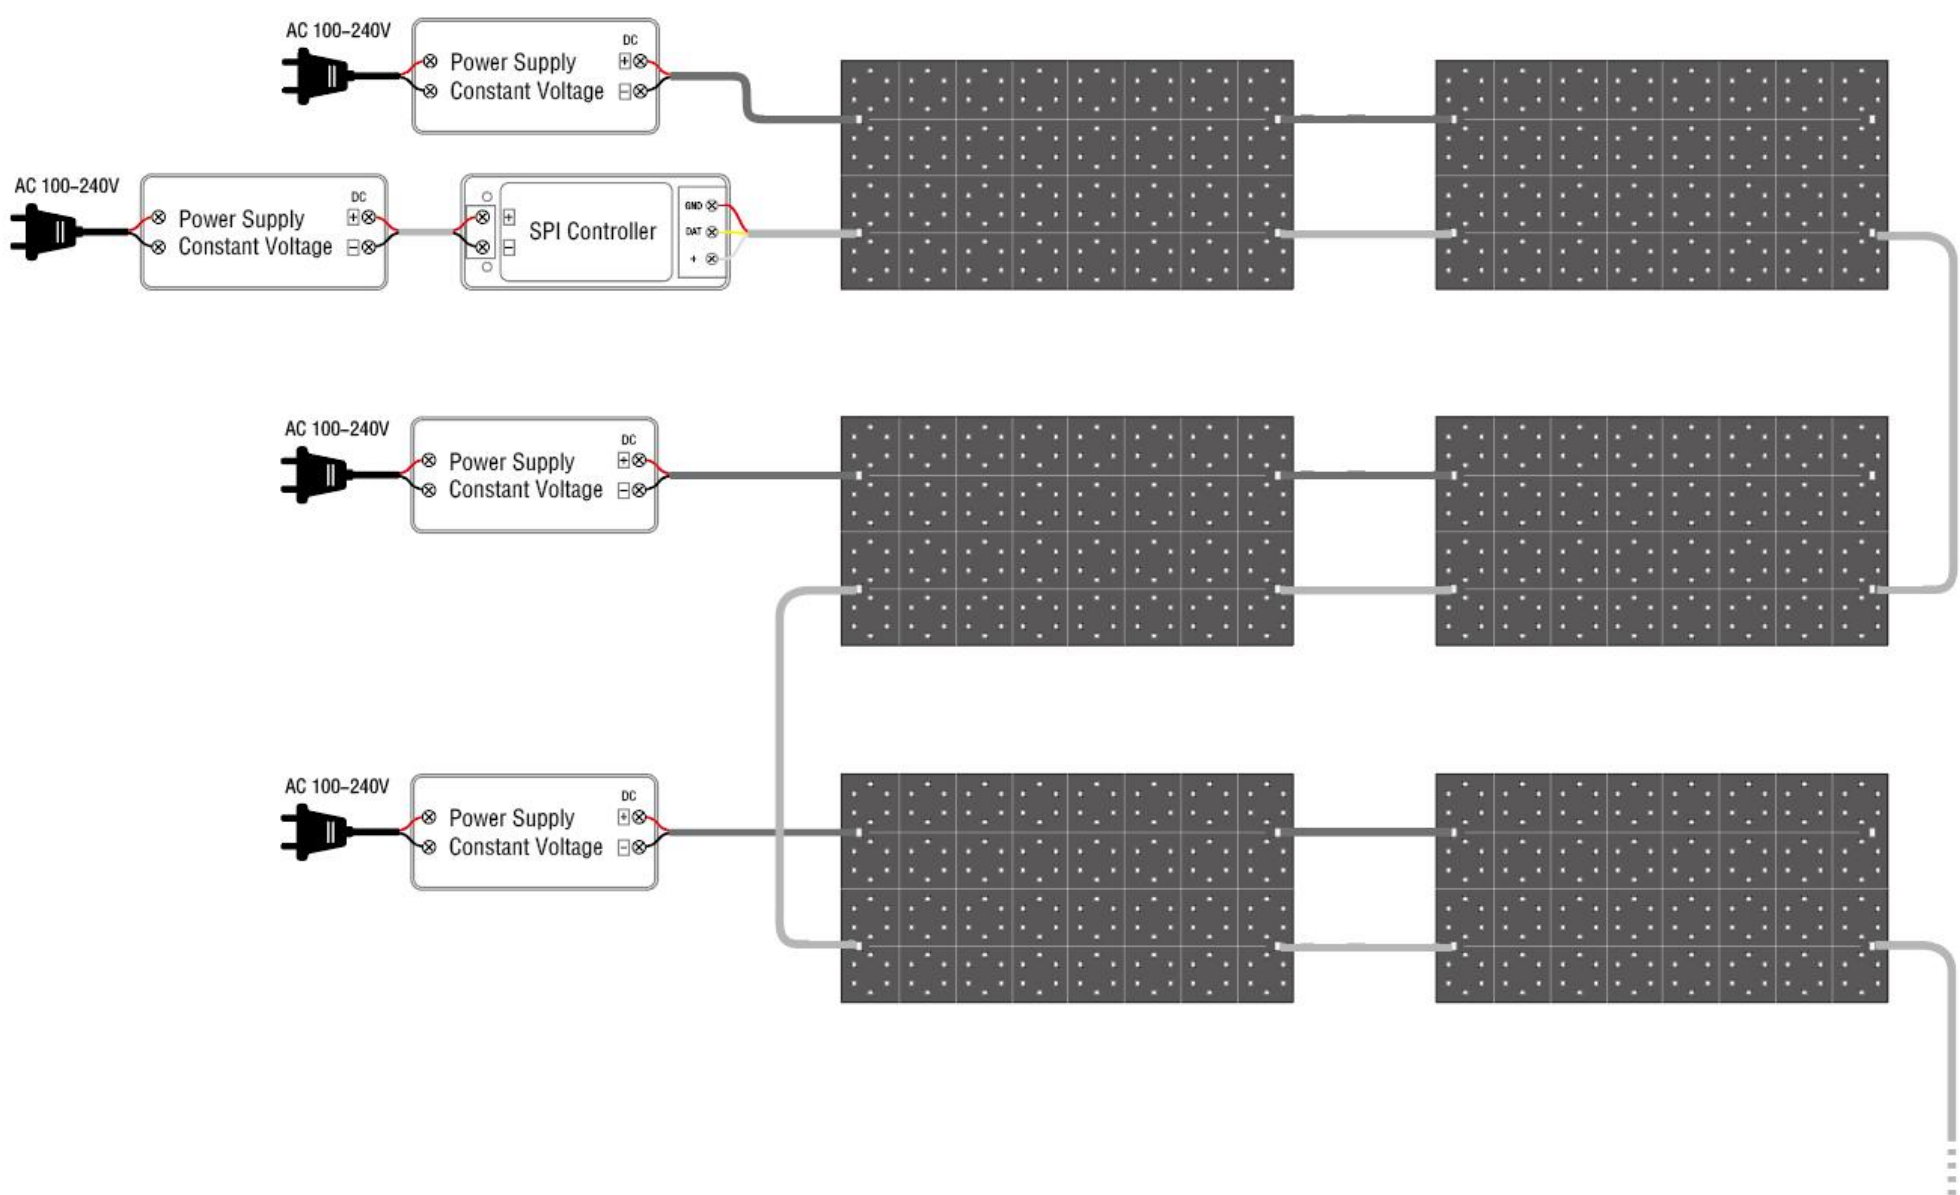 AC 100–240V
Power Supply
Constant Voltage
DC
+
−
AC 100–240V
Power Supply
Constant Voltage
DC
+
−
+
−
SPI Controller
GND
DAT
+
AC 100–240V
Power Supply
Constant Voltage
DC
+
−
AC 100–240V
Power Supply
Constant Voltage
DC
+
−